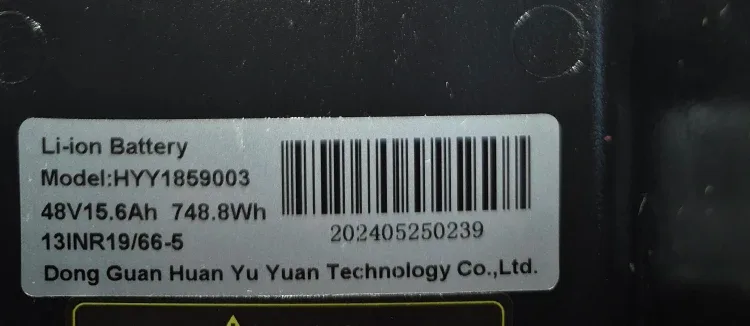 Li-ion Battery
Model:HYY1859003
48V15.6Ah 748.8Wh
13INR19/66-5
202405250239
Dong Guan Huan Yu Yuan Technology Co.,Ltd.